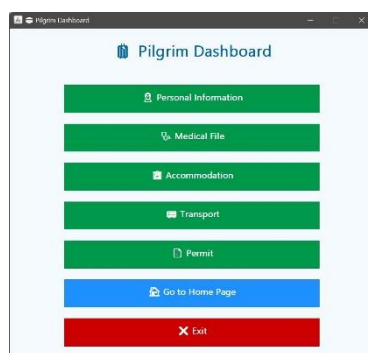 Pilgrim Dashboard
Pilgrim Dashboard
Personal Information
Medical File
Accommodation
Transport
Permit
Go to Home Page
Exit